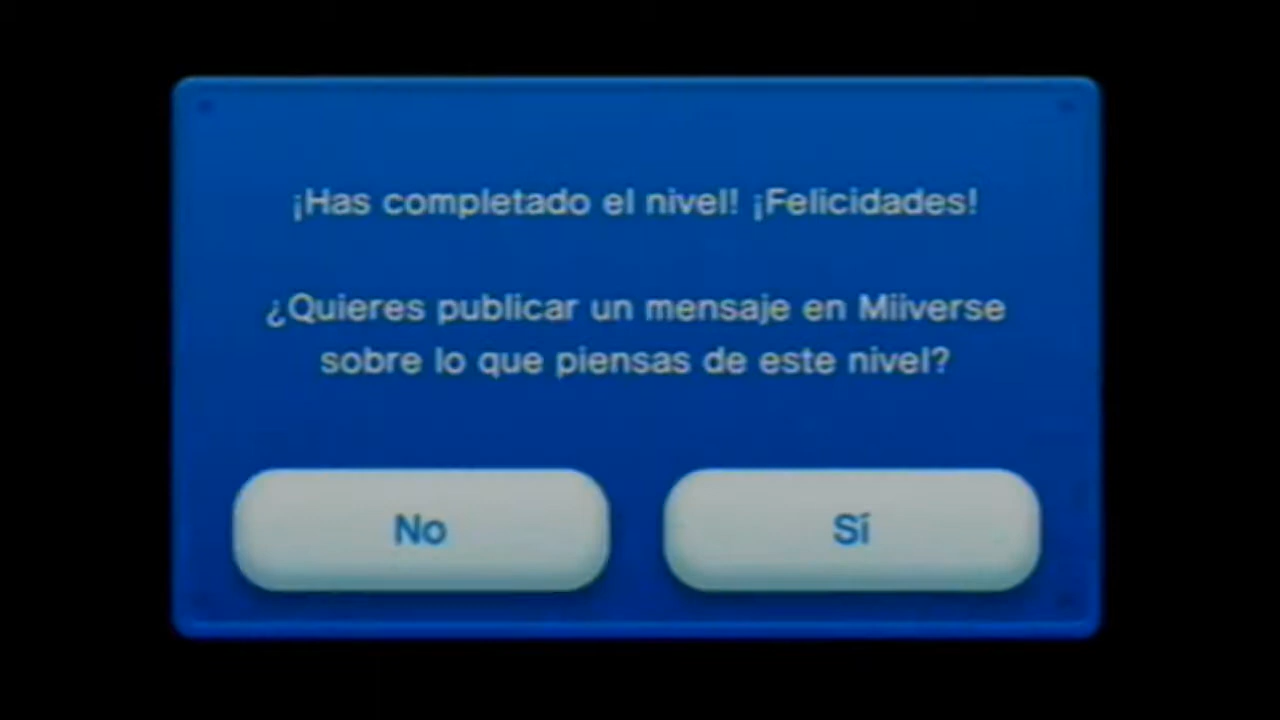 ¡Has completado el nivel! ¡Felicidades!
¿Quieres publicar un mensaje en Miiverse
sobre lo que piensas de este nivel?
No
Sí